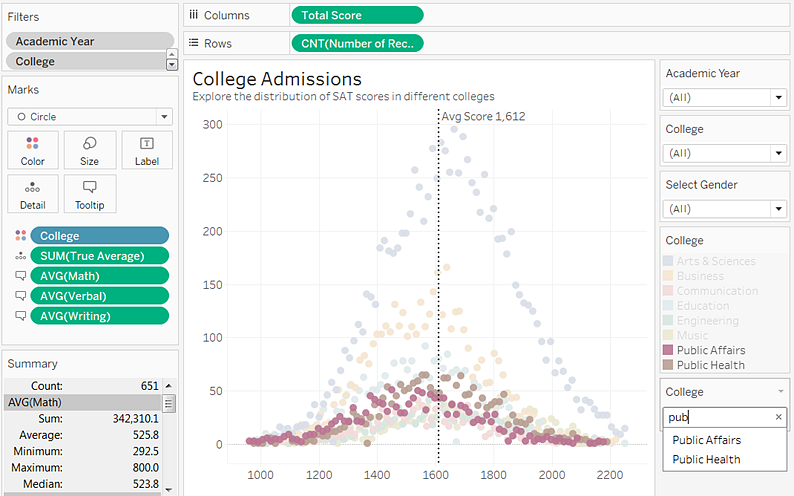 Filters
Academic Year
College
Marks
Circle
Color
Size
Label
Detail
Tooltip
College
SUM(True Average)
AVG(Math)
AVG(Verbal)
AVG(Writing)
Summary
Count: 651
AVG(Math)
Sum: 342,310.1
Average: 525.8
Minimum: 292.5
Maximum: 800.0
Median: 523.8
Columns
Total Score
Rows
CNT(Number of Rec..
College Admissions
Explore the distribution of SAT scores in different colleges
Avg Score 1,612
300
250
200
150
100
50
0
1000 1200 1400 1600 1800 2000 2200
Academic Year
(All)
College
(All)
Select Gender
(All)
College
Arts & Sciences
Business
Communication
Education
Engineering
Music
Public Affairs
Public Health
College
pub
Public Affairs
Public Health